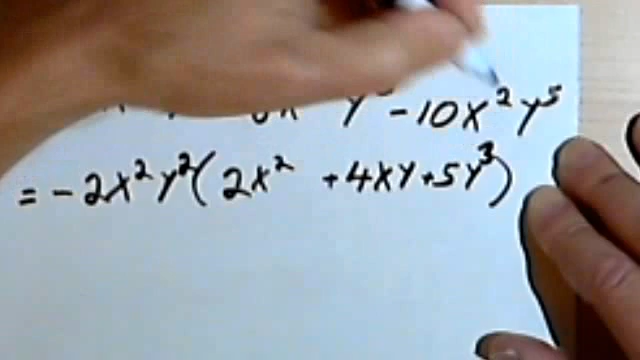 - 10x²y⁵
= - 2x²y²(2x² + 4xy + 5y³)